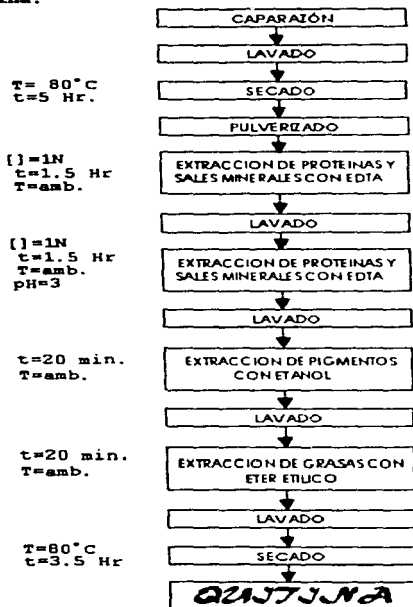 CAPARAZÓN
LAVADO
T= 80°C
t=5 Hr.
SECADO
PULVERIZADO
[]=1N
t=1.5 Hr
T=amb.
EXTRACCION DE PROTEINAS Y
SALES MINERALES CON EDTA
LAVADO
[]=1N
t=1.5 Hr
T=amb.
pH=3
EXTRACCION DE PROTEINAS Y
SALES MINERALES CON EDTA
LAVADO
t=20 min.
T=amb.
EXTRACCION DE PIGMENTOS
CON ETANOL
LAVADO
t=20 min.
T=amb.
EXTRACCION DE GRASAS CON
ETER ETILICO
LAVADO
T=80°C
t=3.5 Hr
SECADO
QUITINA